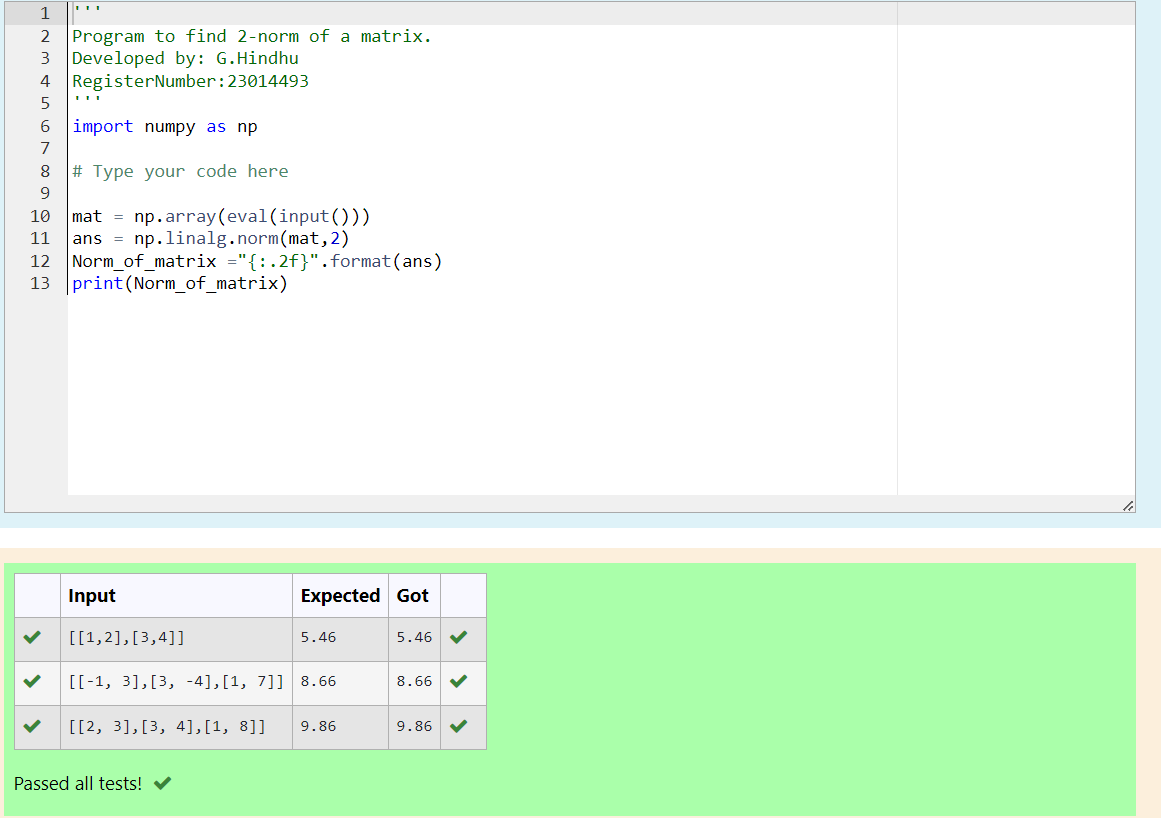 1 '''
2 Program to find 2-norm of a matrix.
3 Developed by: G.Hindhu
4 RegisterNumber:23014493
5 '''
6 import numpy as np
7
8 # Type your code here
9
10 mat = np.array(eval(input()))
11 ans = np.linalg.norm(mat,2)
12 Norm_of_matrix ="{:.2f}".format(ans)
13 print(Norm_of_matrix)
Input Expected Got
✔ [[1,2],[3,4]] 5.46 5.46 ✔
✔ [[-1, 3],[3, -4],[1, 7]] 8.66 8.66 ✔
✔ [[2, 3],[3, 4],[1, 8]] 9.86 9.86 ✔
Passed all tests! ✔